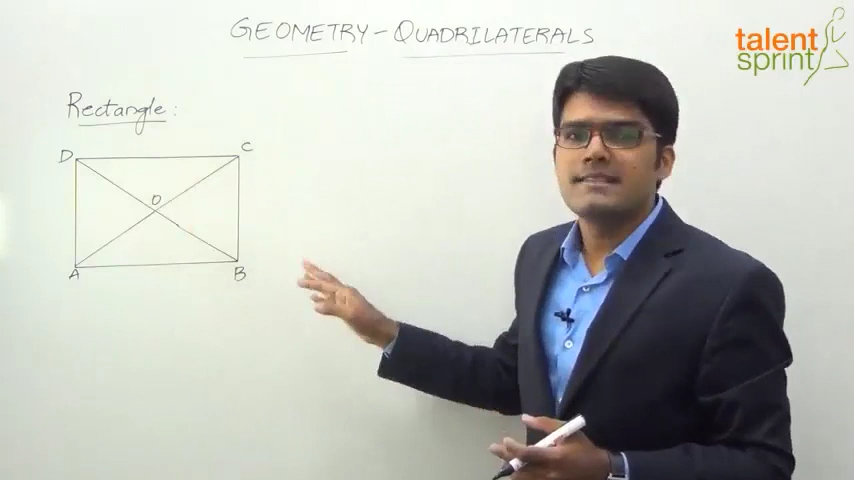 GEOMETRY - QUADRILATERALS
talent
sprint
Rectangle:
D
C
O
A
B